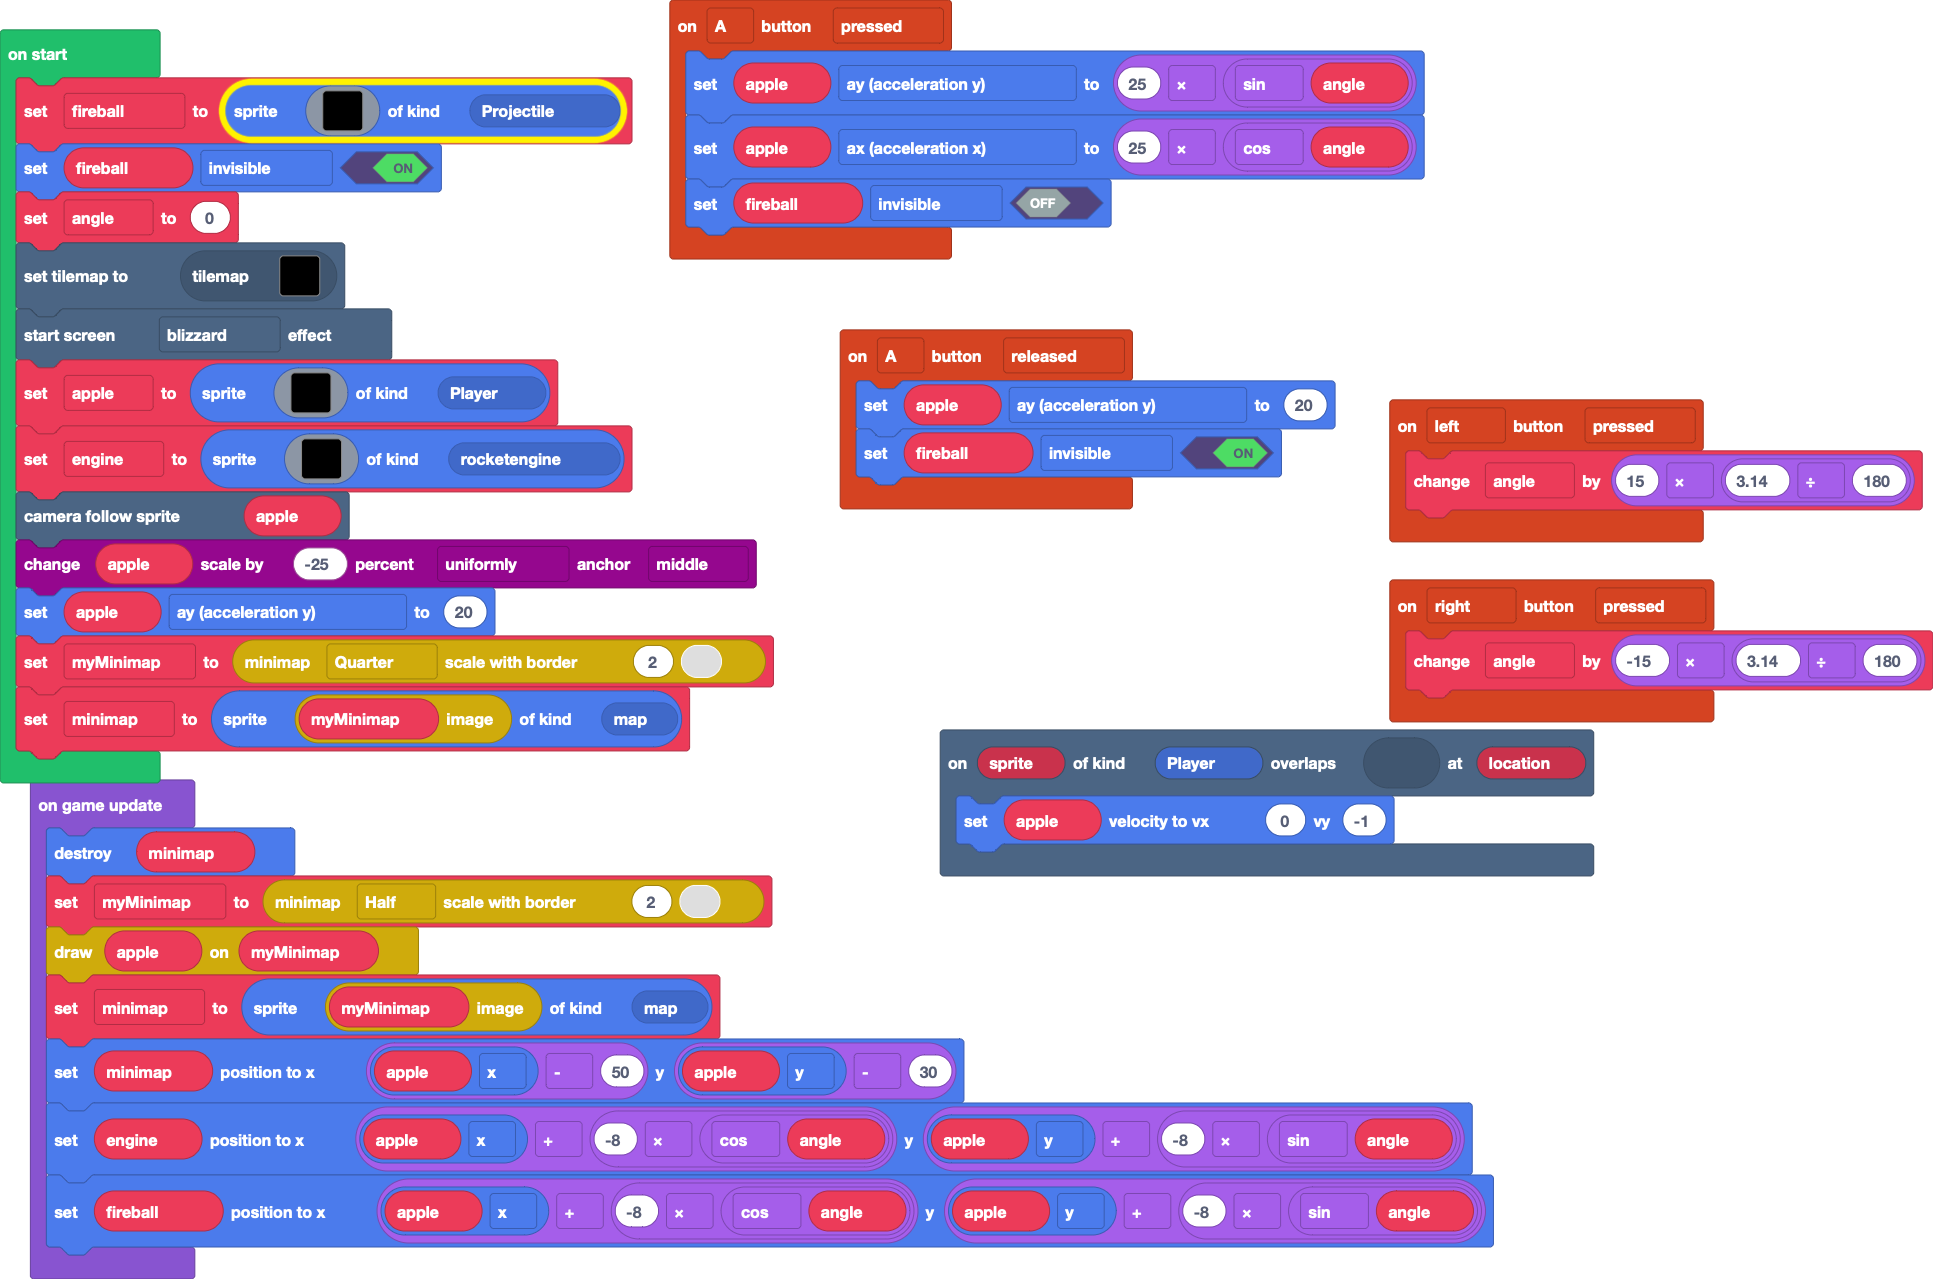 on start
set fireball to sprite of kind Projectile
set fireball invisible ON
set angle to 0
set tilemap to tilemap
start screen blizzard effect
set apple to sprite of kind Player
set engine to sprite of kind rocketengine
camera follow sprite apple
change apple scale by -25 percent uniformly anchor middle
set apple ay (acceleration y) to 20
set myMinimap to minimap Quarter scale with border 2
set minimap to sprite myMinimap image of kind map
on game update
destroy minimap
set myMinimap to minimap Half scale with border 2
draw apple on myMinimap
set minimap to sprite myMinimap image of kind map
set minimap position to x apple x - 50 y apple y - 30
set engine position to x apple x + -8 × cos angle y apple y + -8 × sin angle
set fireball position to x apple x + -8 × cos angle y apple y + -8 × sin angle
on A button pressed
set apple ay (acceleration y) to 25 × sin angle
set apple ax (acceleration x) to 25 × cos angle
set fireball invisible OFF
on A button released
set apple ay (acceleration y) to 20
set fireball invisible ON
on left button pressed
change angle by 15 × 3.14 ÷ 180
on right button pressed
change angle by -15 × 3.14 ÷ 180
on sprite of kind Player overlaps at location
set apple velocity to vx 0 vy -1